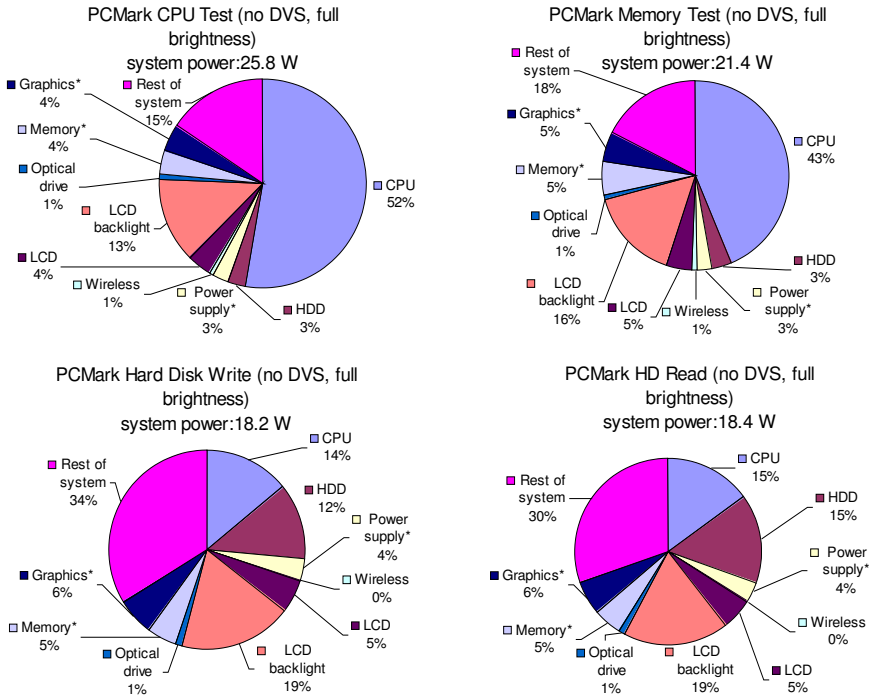 PCMark CPU Test (no DVS, full
brightness)
system power:25.8 W
Rest of
system
15%
Graphics*
4%
Memory*
4%
Optical
drive
1%
LCD
backlight
13%
LCD
4%
Wireless
1%
Power
supply*
3%
HDD
3%
CPU
52%
PCMark Memory Test (no DVS, full
brightness)
system power:21.4 W
Rest of
system
18%
Graphics*
5%
Memory*
5%
Optical
drive
1%
LCD
backlight
16%
LCD
5%
Wireless
1%
Power
supply*
3%
HDD
3%
CPU
43%
PCMark Hard Disk Write (no DVS, full
brightness)
system power:18.2 W
CPU
14%
Rest of
system
34%
HDD
12%
Power
supply*
4%
Graphics*
6%
Wireless
0%
Memory*
5%
LCD
5%
Optical
drive
1%
LCD
backlight
19%
PCMark HD Read (no DVS, full
brightness)
system power:18.4 W
CPU
15%
Rest of
system
30%
HDD
15%
Power
supply*
4%
Graphics*
6%
Wireless
0%
Memory*
5%
Optical
drive
1%
LCD
backlight
19%
LCD
5%